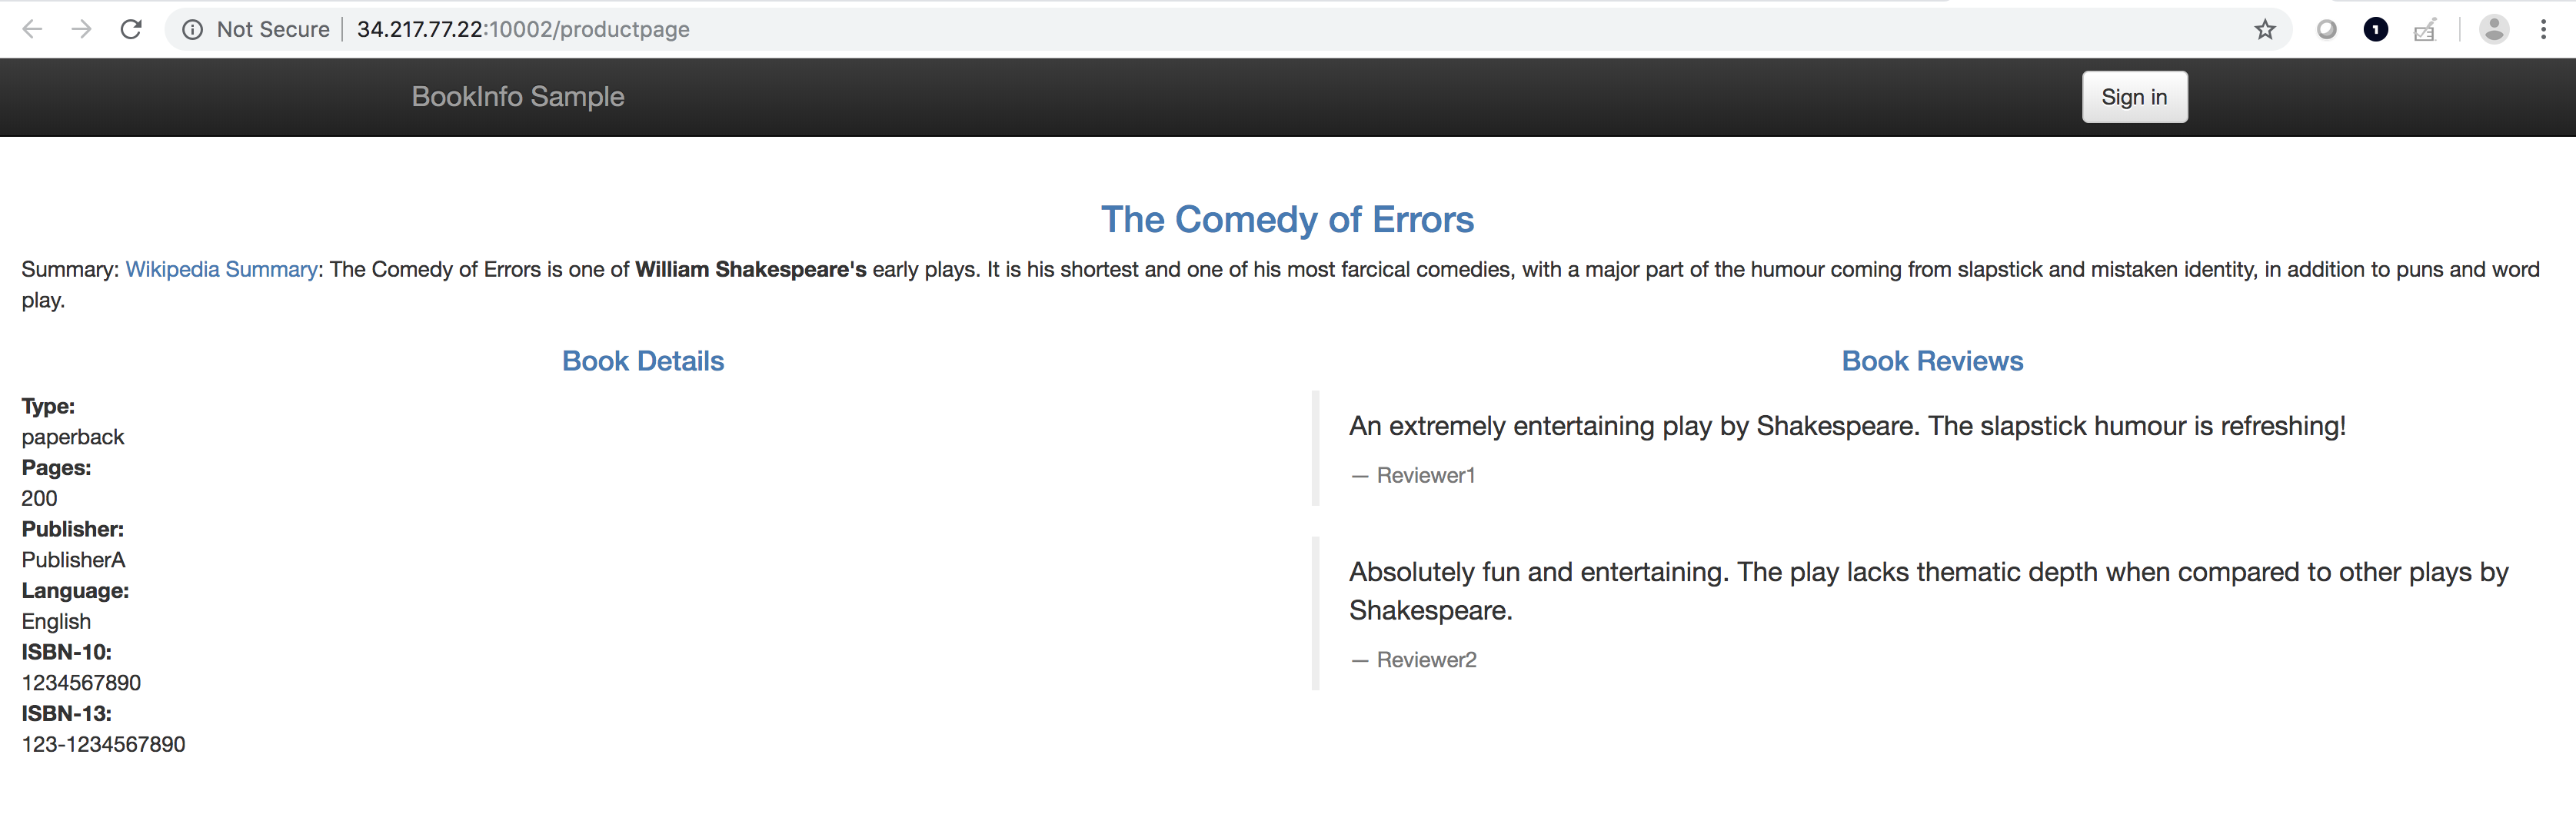 Not Secure | 34.217.77.22:10002/productpage
BookInfo Sample
Sign in
The Comedy of Errors
Summary: Wikipedia Summary: The Comedy of Errors is one of William Shakespeare's early plays. It is his shortest and one of his most farcical comedies, with a major part of the humour coming from slapstick and mistaken identity, in addition to puns and word
play.
Book Details
Type:
paperback
Pages:
200
Publisher:
PublisherA
Language:
English
ISBN-10:
1234567890
ISBN-13:
123-1234567890
Book Reviews
An extremely entertaining play by Shakespeare. The slapstick humour is refreshing!
— Reviewer1
Absolutely fun and entertaining. The play lacks thematic depth when compared to other plays by
Shakespeare.
— Reviewer2